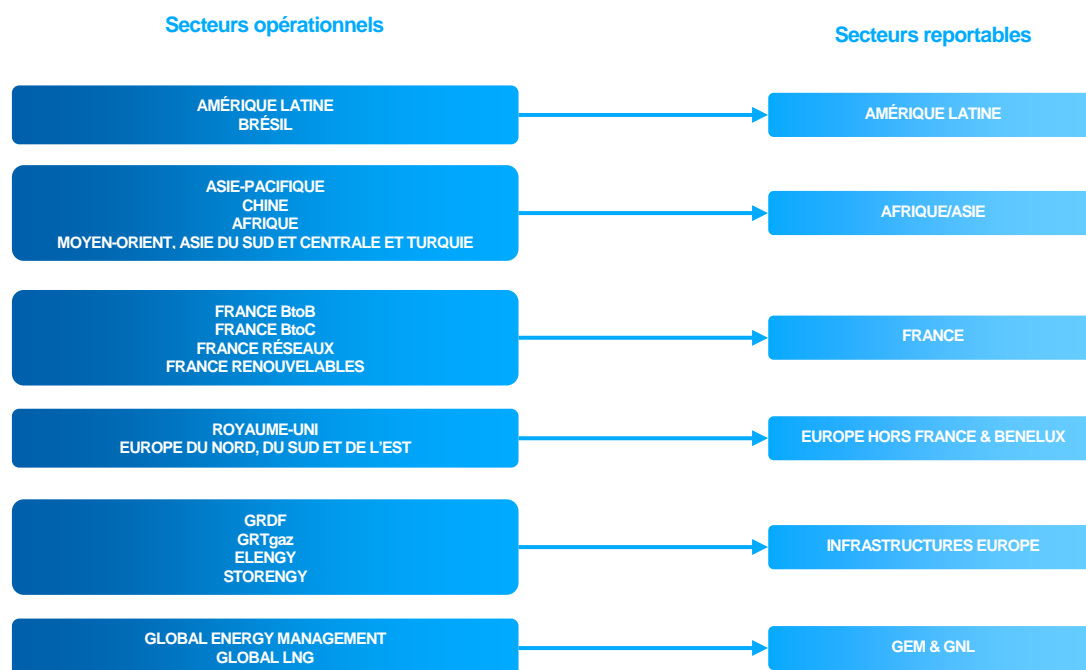 Secteurs opérationnels
Secteurs reportables
AMÉRIQUE LATINE
BRÉSIL
AMÉRIQUE LATINE
ASIE-PACIFIQUE
CHINE
AFRIQUE
MOYEN-ORIENT, ASIE DU SUD ET CENTRALE ET TURQUIE
AFRIQUE/ASIE
FRANCE BtoB
FRANCE BtoC
FRANCE RÉSEAUX
FRANCE RENOUVELABLES
FRANCE
ROYAUME-UNI
EUROPE DU NORD, DU SUD ET DE L'EST
EUROPE HORS FRANCE & BENELUX
GRDF
GRTgaz
ELENGY
STORENGY
INFRASTRUCTURES EUROPE
GLOBAL ENERGY MANAGEMENT
GLOBAL LNG
GEM & GNL